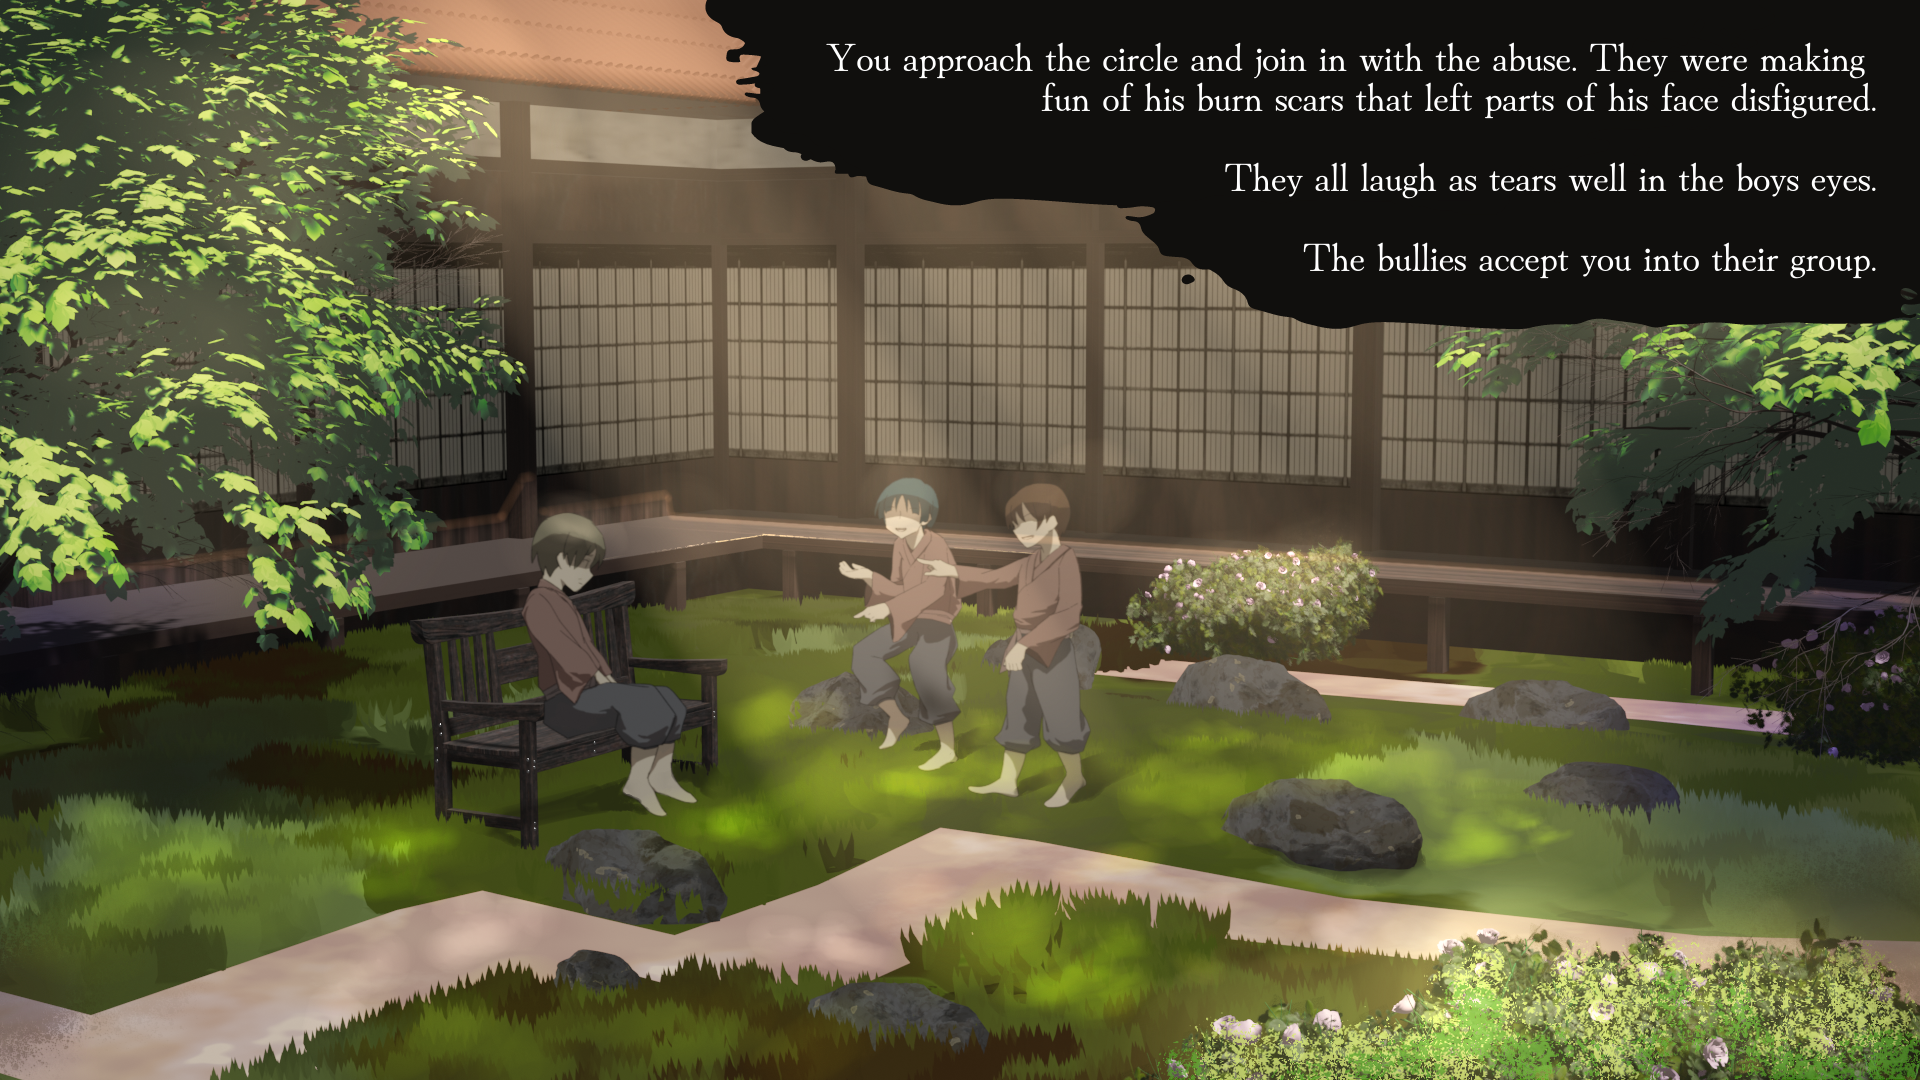 You approach the circle and join in with the abuse. They were making
fun of his burn scars that left parts of his face disfigured.
They all laugh as tears well in the boys eyes.
The bullies accept you into their group.